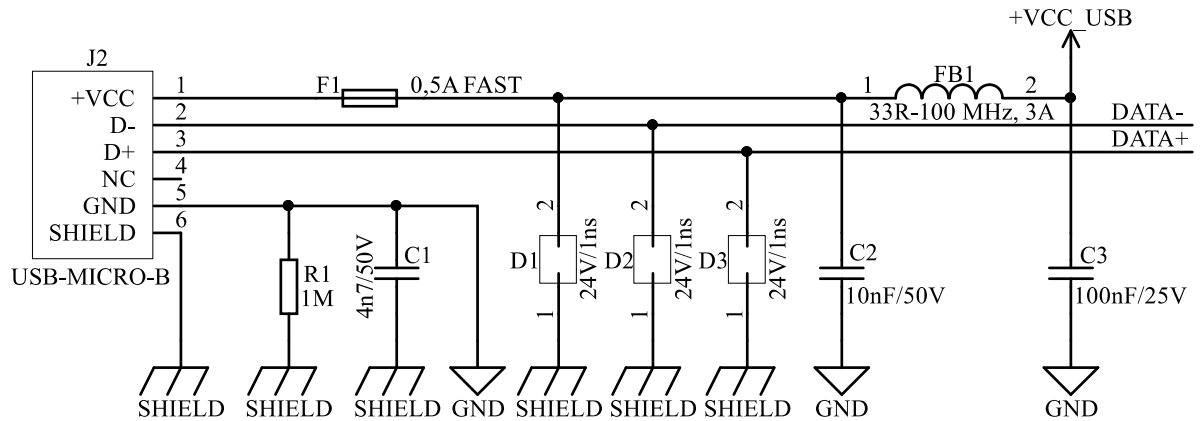 +VCC_USB
J2
1
F1
0,5A FAST
1
FB1
2
+VCC
33R-100 MHz, 3A
2
DATA-
D-
3
DATA+
D+
4
NC
5
GND
6
SHIELD
USB-MICRO-B
R1
1M
4n7/50V
C1
2
D1
24V/1ns
1
2
D2
24V/1ns
1
2
D3
24V/1ns
1
C2
10nF/50V
C3
100nF/25V
SHIELD
SHIELD
SHIELD
GND
SHIELD
SHIELD
SHIELD
GND
GND